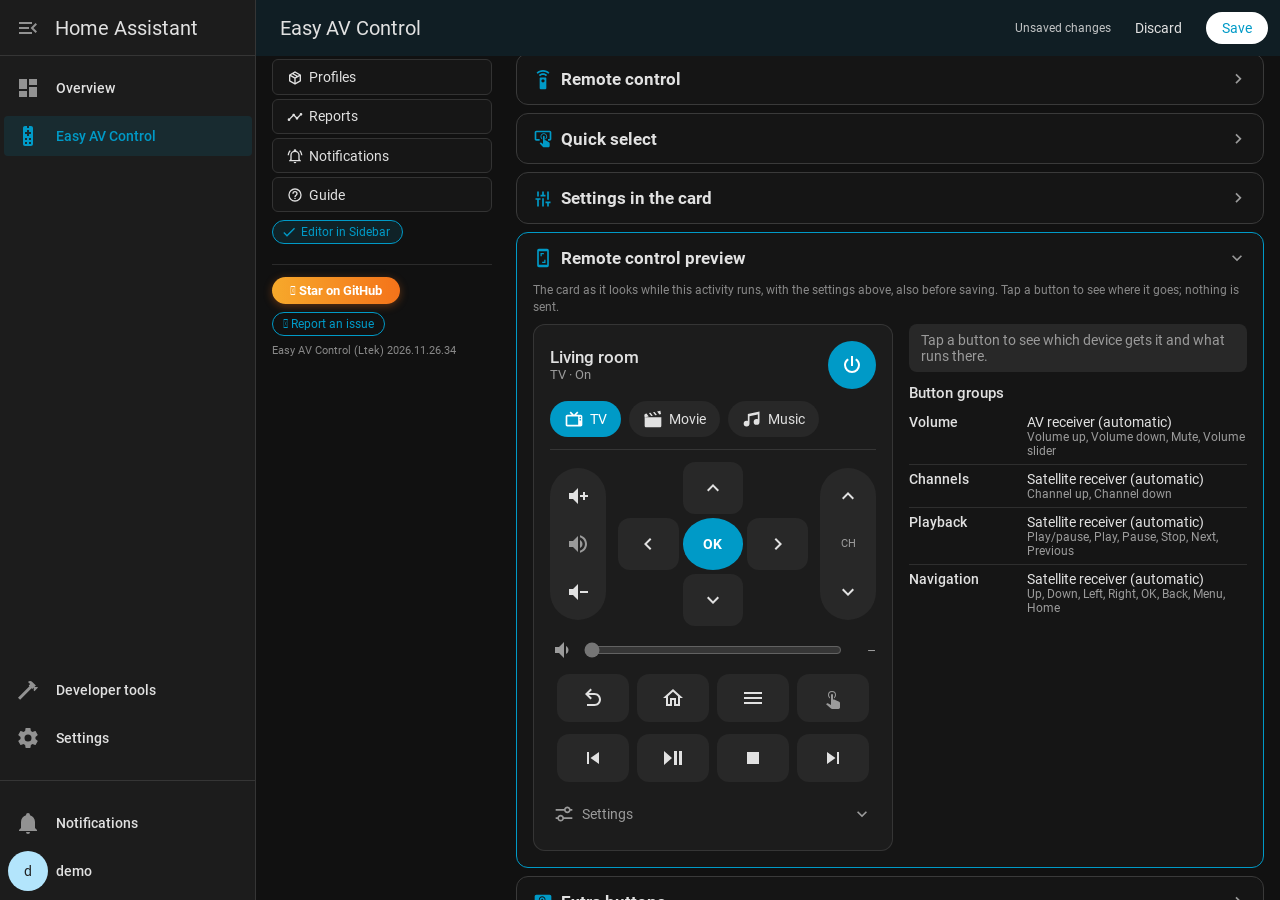 Home Assistant
Easy AV Control
Unsaved changes
Discard
Save
Overview
Easy AV Control
Developer tools
Settings
Notifications
d
demo
Profiles
Reports
Notifications
Guide
Editor in Sidebar
Star on GitHub
Report an issue
Easy AV Control (Ltek) 2026.11.26.34
Remote control
Quick select
Settings in the card
Remote control preview
The card as it looks while this activity runs, with the settings above, also before saving. Tap a button to see where it goes; nothing is
sent.
Living room
TV · On
TV
Movie
Music
OK
CH
–
Settings
Tap a button to see which device gets it and what
runs there.
Button groups
Volume
AV receiver (automatic)
Volume up, Volume down, Mute, Volume
slider
Channels
Satellite receiver (automatic)
Channel up, Channel down
Playback
Satellite receiver (automatic)
Play/pause, Play, Pause, Stop, Next,
Previous
Navigation
Satellite receiver (automatic)
Up, Down, Left, Right, OK, Back, Menu,
Home
Extra buttons